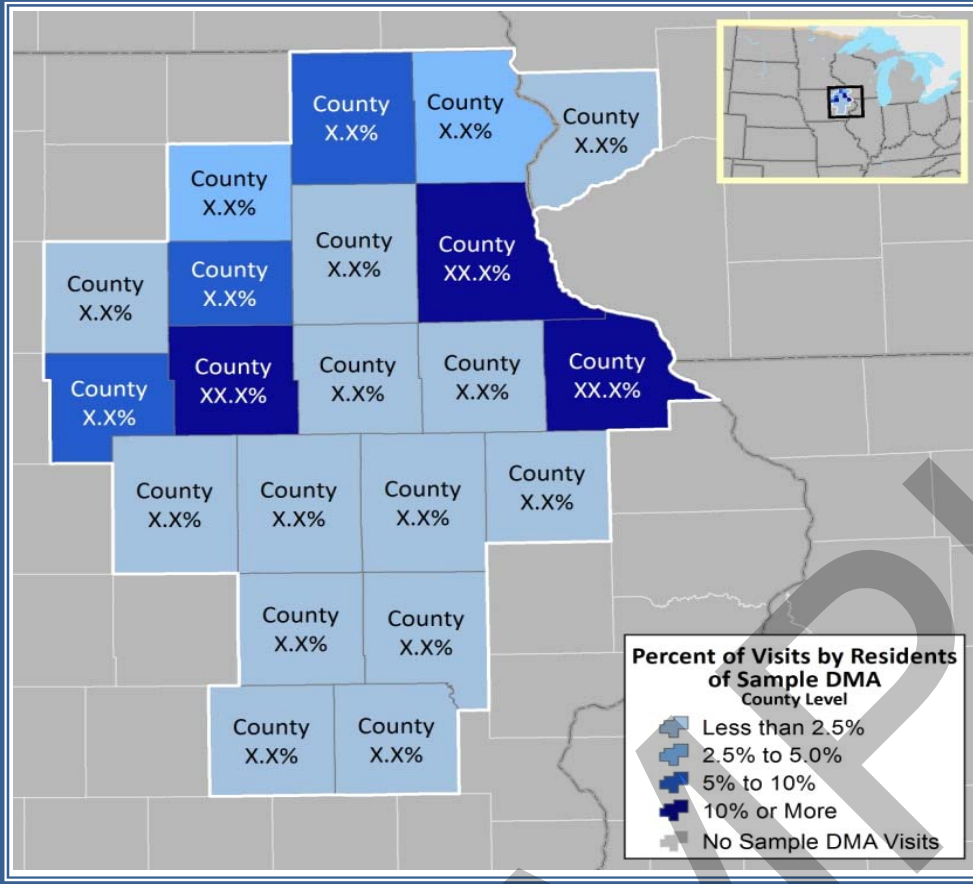 County
X.X%
County
X.X%
County
X.X%
County
X.X%
County
X.X%
County
XX.X%
County
X.X%
County
X.X%
County
X.X%
County
XX.X%
County
X.X%
County
X.X%
County
XX.X%
County
X.X%
County
X.X%
County
X.X%
County
X.X%
County
X.X%
County
X.X%
County
X.X%
County
X.X%
Percent of Visits by Residents
of Sample DMA
County Level
Less than 2.5%
2.5% to 5.0%
5% to 10%
10% or More
No Sample DMA Visits